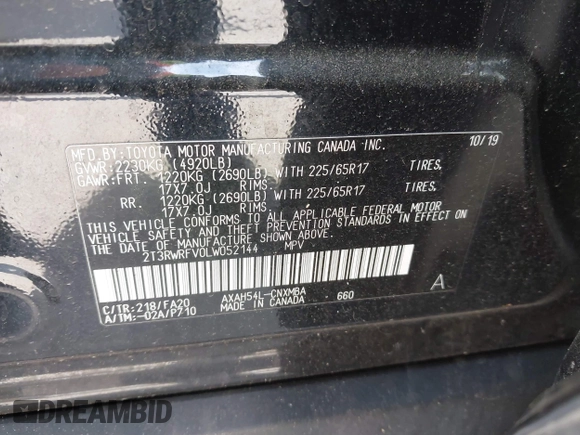 MFD.BY:TOYOTA MOTOR MANUFACTURING CANADA INC. 10/19
GVWR: 2230KG (4920LB)
GAWR:FRT. 1220KG (2690LB) WITH 225/65R17 TIRES,
17X7.0J RIMS,
RR. 1220KG (2690LB) WITH 225/65R17 TIRES,
17X7.0J RIMS,
THIS VEHICLE CONFORMS TO ALL APPLICABLE FEDERAL MOTOR
VEHICLE SAFETY AND THEFT PREVENTION STANDARDS IN EFFECT
ON THE DATE OF MANUFACTURE SHOWN ABOVE.
2T3RWRFV0LW052144 MPV
C/TR:218/FA20 AXAH54L-CNXMBA 660 A
A/TM:-02A/P710 MADE IN CANADA
DREAMBID